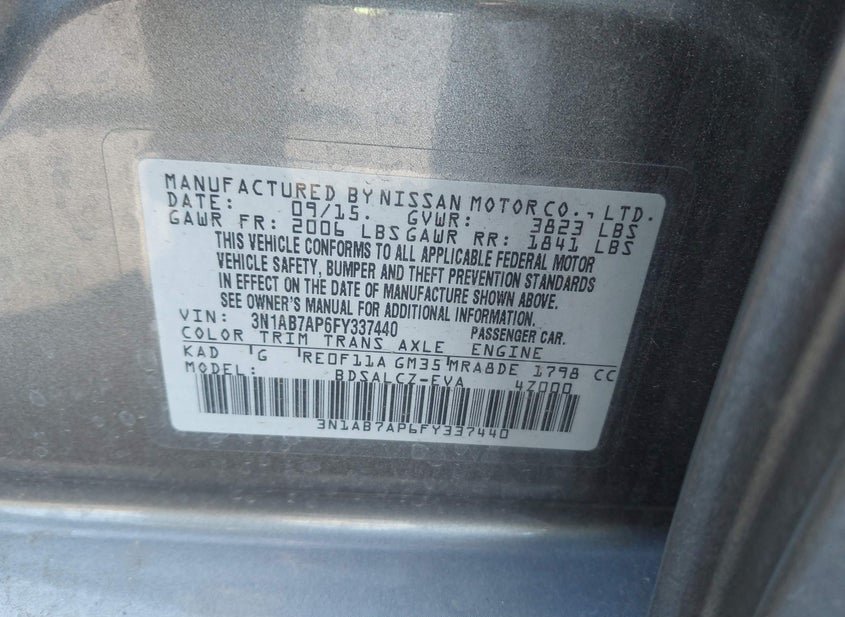 MANUFACTURED BY NISSAN MOTOR CO., LTD.
DATE: 09/15. GVWR: 3823 LBS
GAWR FR: 2006 LBS GAWR RR: 1841 LBS
THIS VEHICLE CONFORMS TO ALL APPLICABLE FEDERAL MOTOR
VEHICLE SAFETY, BUMPER AND THEFT PREVENTION STANDARDS
IN EFFECT ON THE DATE OF MANUFACTURE SHOWN ABOVE.
SEE OWNER'S MANUAL FOR ADDITIONAL INFORMATION.
VIN: 3N1AB7AP6FY337440 PASSENGER CAR.
COLOR TRIM TRANS AXLE ENGINE
KAD G RE0F11A GM35 MRA8DE 1798 CC
MODEL: BDSALCZ-EVA 4Z000
3N1AB7AP6FY337440